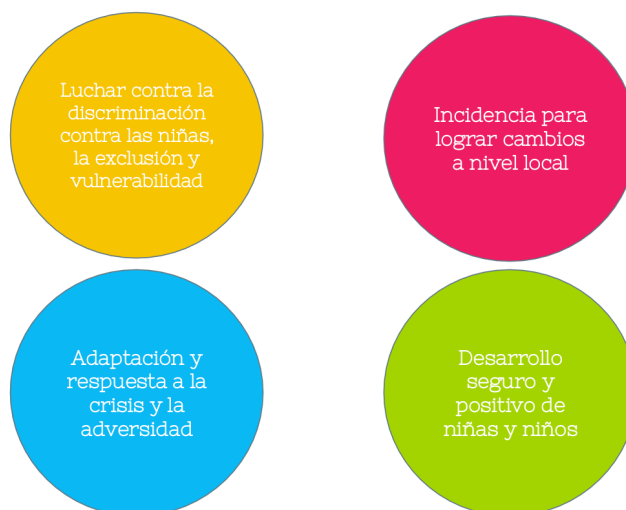 Luchar contra la
discriminación
contra las niñas,
la exclusión y
vulnerabilidad
Incidencia para
lograr cambios
a nivel local
Adaptación y
respuesta a la
crisis y la
adversidad
Desarrollo
seguro y
positivo de
niñas y niños